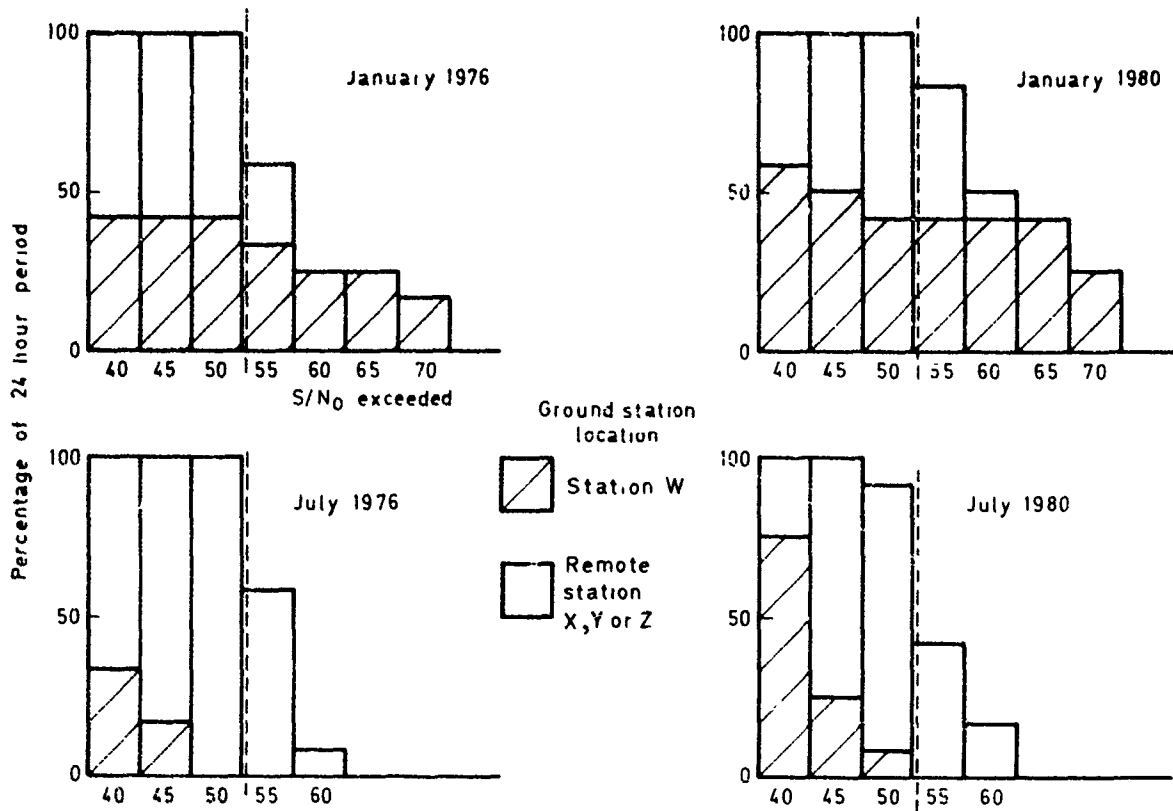 Percentage of 24 hour period
100
50
0
January 1976
40 45 50 55 60 65 70
S/N0 exceeded
100
50
0
January 1980
40 45 50 55 60 65 70
Ground station
location
Station W
Remote
station
X,Y or Z
100
50
0
July 1976
40 45 50 55 60
100
50
0
July 1980
40 45 50 55 60